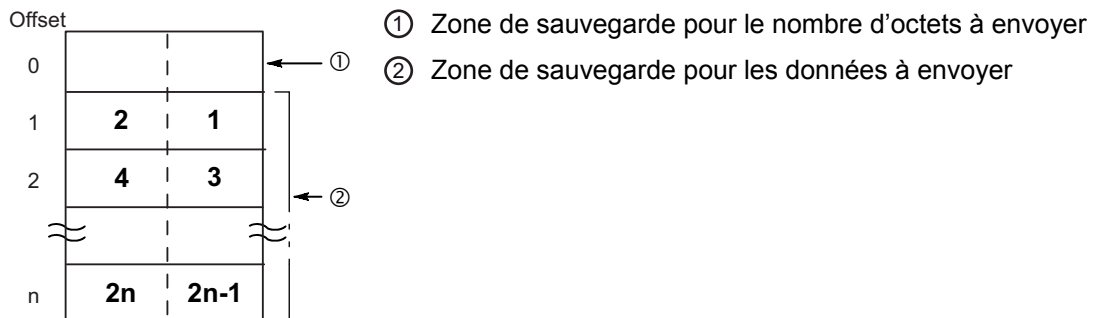 Offset
① Zone de sauvegarde pour le nombre d'octets à envoyer
0 ①
② Zone de sauvegarde pour les données à envoyer
1 2 1
2 4 3
②
n 2n 2n-1